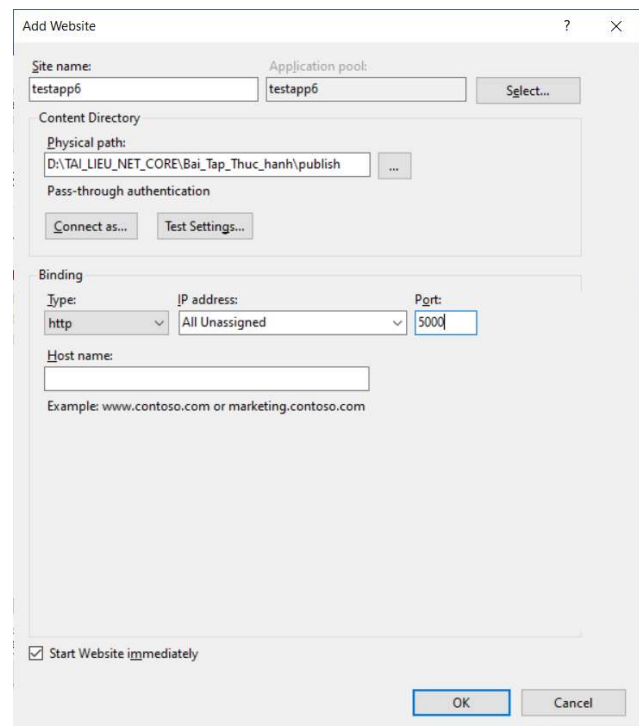 Add Website
?
Site name:
Application pool:
testapp6
testapp6
Select...
Content Directory
Physical path:
D:\TAI_LIEU_NET_CORE\Bai_Tap_Thuc_hanh\publish
...
Pass-through authentication
Connect as...
Test Settings...
Binding
Type:
IP address:
Port:
http
All Unassigned
5000
Host name:
Example: www.contoso.com or marketing.contoso.com
Start Website immediately
OK
Cancel